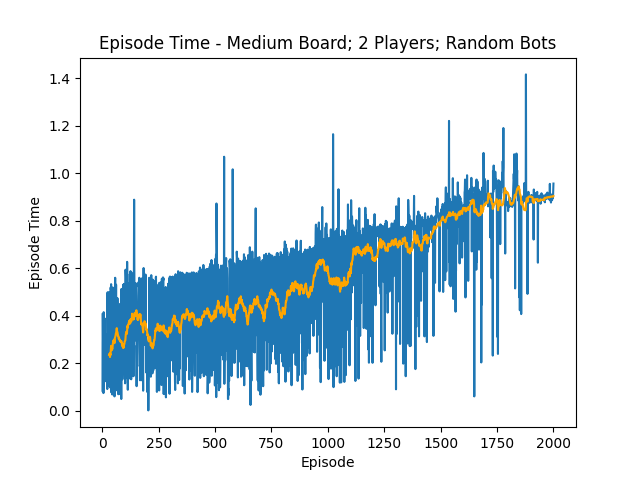 Episode Time - Medium Board; 2 Players; Random Bots
1.4
1.2
1.0
0.8
0.6
0.4
0.2
0.0
Episode Time
0 250 500 750 1000 1250 1500 1750 2000
Episode